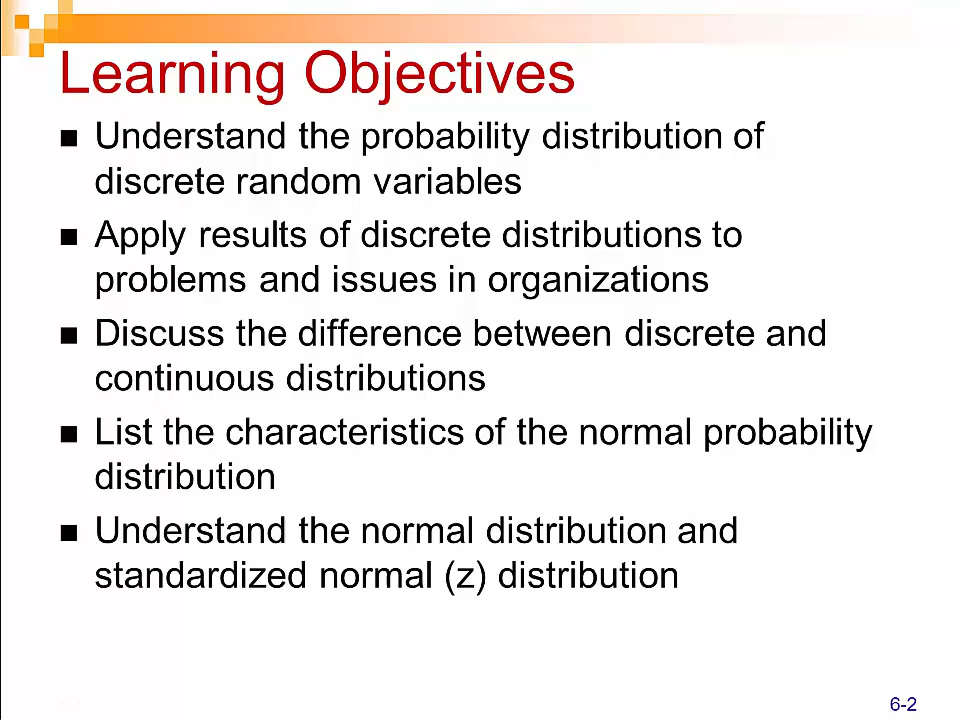 Learning Objectives
■ Understand the probability distribution of
discrete random variables
■ Apply results of discrete distributions to
problems and issues in organizations
■ Discuss the difference between discrete and
continuous distributions
■ List the characteristics of the normal probability
distribution
■ Understand the normal distribution and
standardized normal (z) distribution
6-2